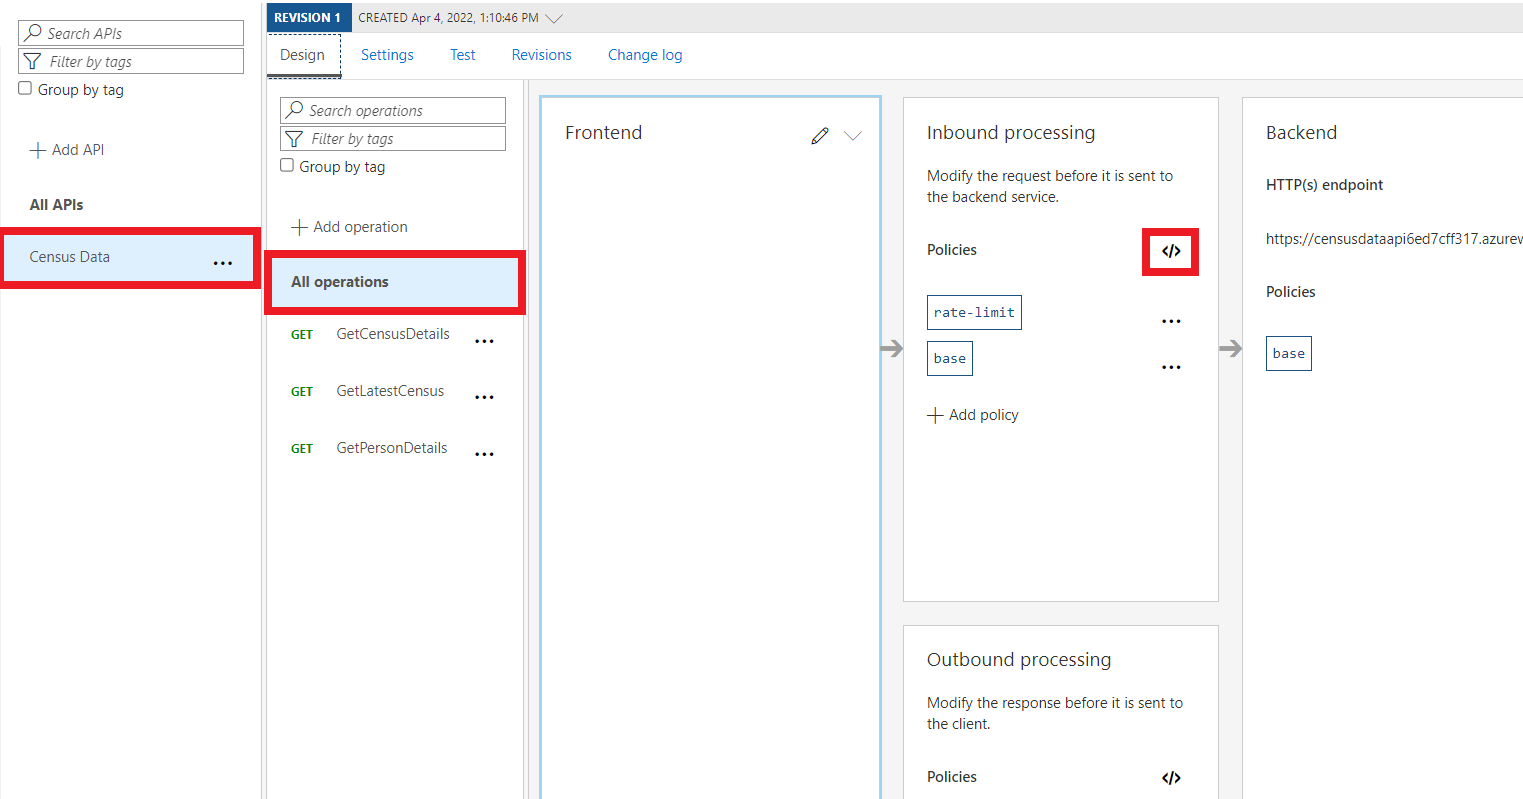 REVISION 1 CREATED Apr 4, 2022, 1:10:46 PM
Search APIs
Filter by tags
Group by tag
Add API
All APIs
Census Data
Design Settings Test Revisions Change log
Search operations
Filter by tags
Group by tag
Add operation
All operations
GET GetCensusDetails
GET GetLatestCensus
GET GetPersonDetails
Frontend
Inbound processing
Modify the request before it is sent to
the backend service.
Policies </>
rate-limit
base
Add policy
Outbound processing
Modify the response before it is sent to
the client.
Policies </>
Backend
HTTP(s) endpoint
https://censusdataapi6ed7cff317.azurew
Policies
base